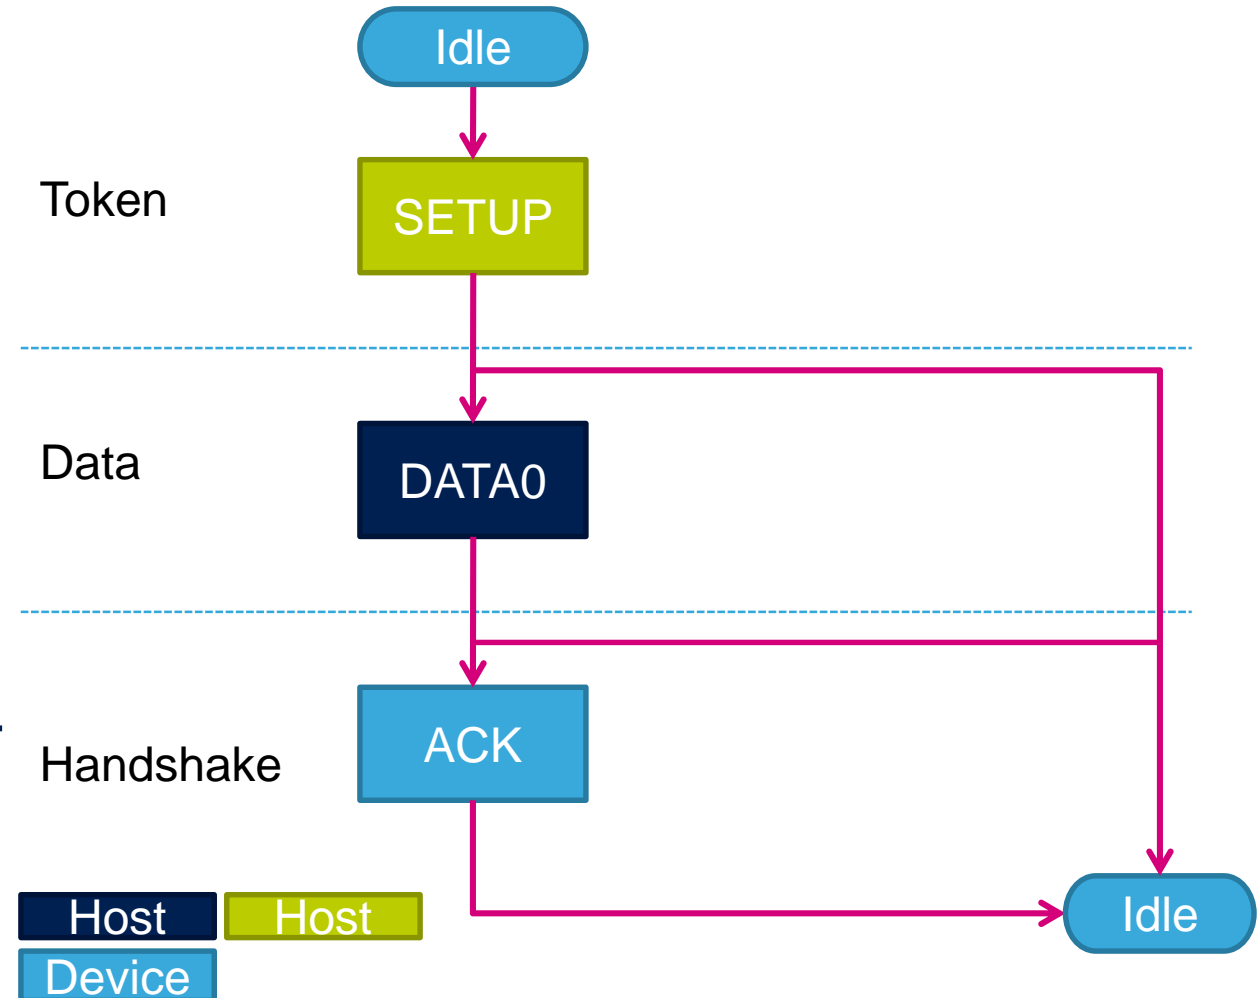 Idle
Token
SETUP
Data
DATA0
Handshake
ACK
Host
Host
Idle
Device